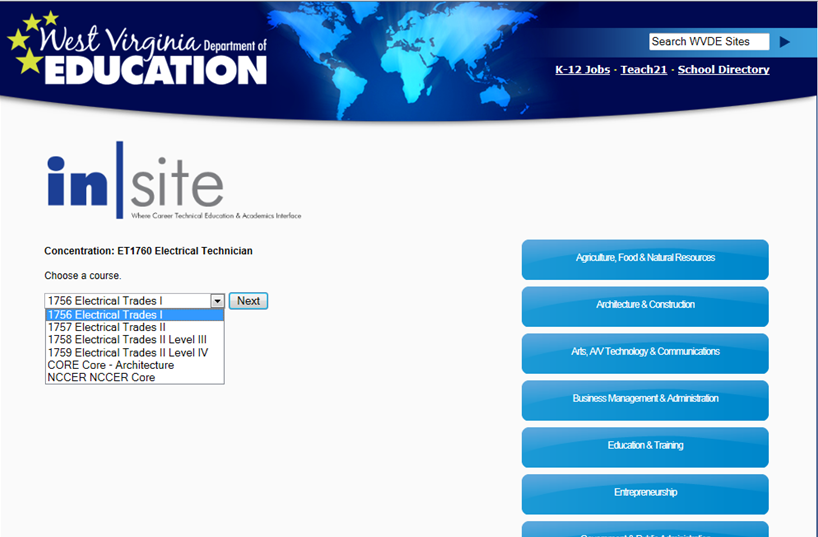 West Virginia Department of
EDUCATION
Search WVDE Sites
K-12 Jobs · Teach21 · School Directory
in|site
Where Career Technical Education & Academics Interface
Concentration: ET1760 Electrical Technician
Choose a course.
1756 Electrical Trades I
Next
1756 Electrical Trades I
1757 Electrical Trades II
1758 Electrical Trades II Level III
1759 Electrical Trades II Level IV
CORE Core - Architecture
NCCER NCCER Core
Agriculture, Food & Natural Resources
Architecture & Construction
Arts, A/V Technology & Communications
Business Management & Administration
Education & Training
Entrepreneurship